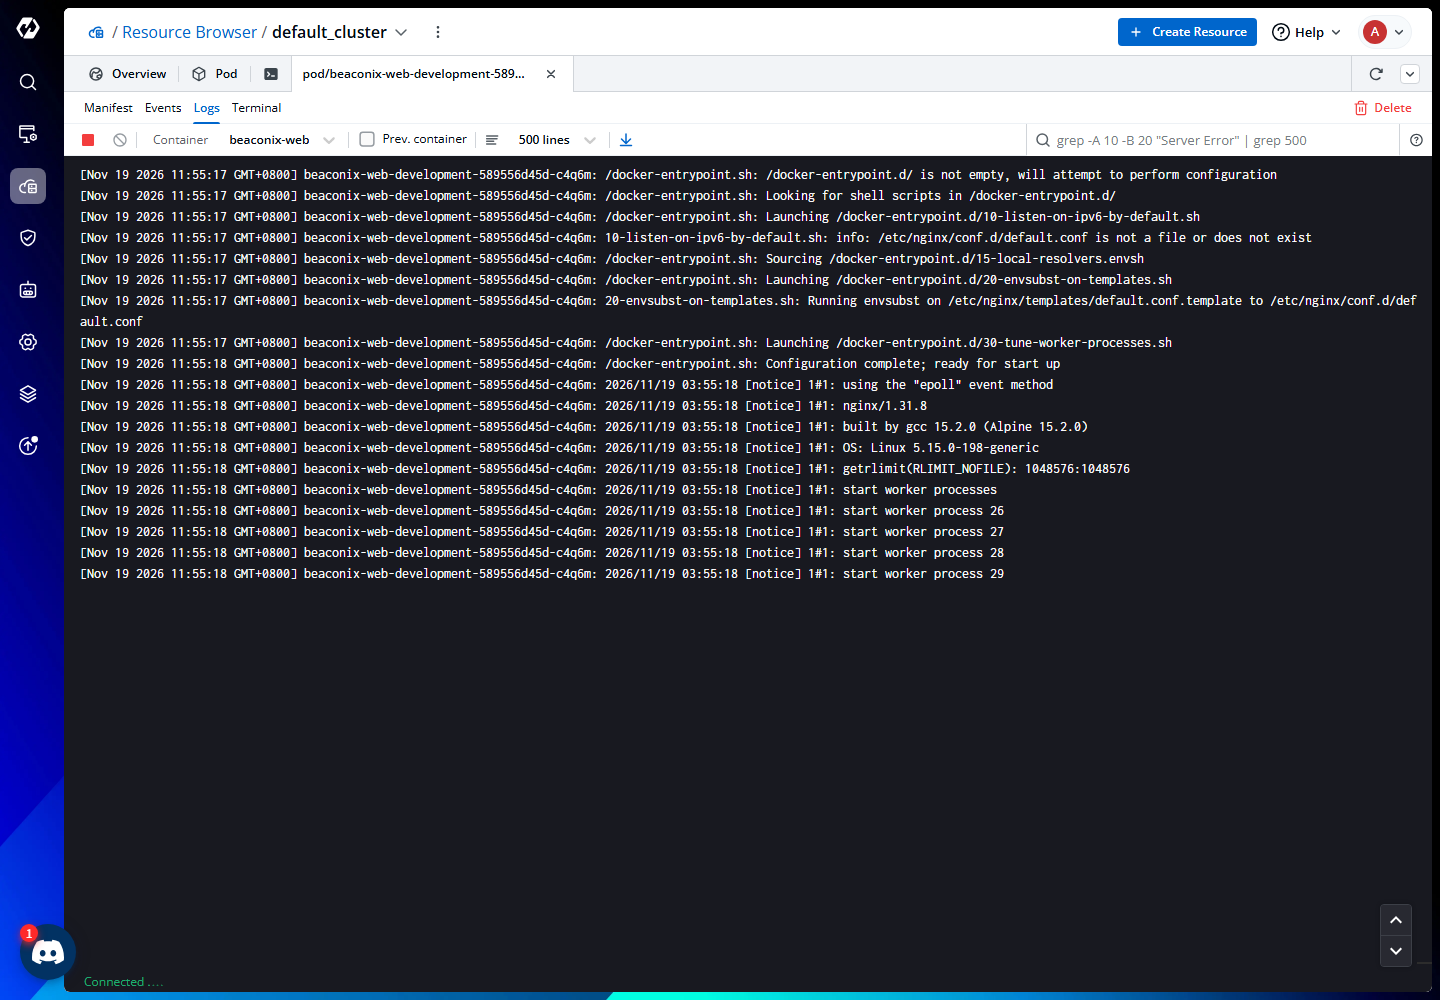 / Resource Browser / default_cluster
Create Resource
Help
A
Overview
Pod
pod/beaconix-web-development-589...
Manifest
Events
Logs
Terminal
Delete
Container
beaconix-web
Prev. container
500 lines
grep -A 10 -B 20 "Server Error" | grep 500
[Nov 19 2026 11:55:17 GMT+0800] beaconix-web-development-589556d45d-c4q6m: /docker-entrypoint.sh: /docker-entrypoint.d/ is not empty, will attempt to perform configuration
[Nov 19 2026 11:55:17 GMT+0800] beaconix-web-development-589556d45d-c4q6m: /docker-entrypoint.sh: Looking for shell scripts in /docker-entrypoint.d/
[Nov 19 2026 11:55:17 GMT+0800] beaconix-web-development-589556d45d-c4q6m: /docker-entrypoint.sh: Launching /docker-entrypoint.d/10-listen-on-ipv6-by-default.sh
[Nov 19 2026 11:55:17 GMT+0800] beaconix-web-development-589556d45d-c4q6m: 10-listen-on-ipv6-by-default.sh: info: /etc/nginx/conf.d/default.conf is not a file or does not exist
[Nov 19 2026 11:55:17 GMT+0800] beaconix-web-development-589556d45d-c4q6m: /docker-entrypoint.sh: Sourcing /docker-entrypoint.d/15-local-resolvers.envsh
[Nov 19 2026 11:55:17 GMT+0800] beaconix-web-development-589556d45d-c4q6m: /docker-entrypoint.sh: Launching /docker-entrypoint.d/20-envsubst-on-templates.sh
[Nov 19 2026 11:55:17 GMT+0800] beaconix-web-development-589556d45d-c4q6m: 20-envsubst-on-templates.sh: Running envsubst on /etc/nginx/templates/default.conf.template to /etc/nginx/conf.d/def
ault.conf
[Nov 19 2026 11:55:17 GMT+0800] beaconix-web-development-589556d45d-c4q6m: /docker-entrypoint.sh: Launching /docker-entrypoint.d/30-tune-worker-processes.sh
[Nov 19 2026 11:55:18 GMT+0800] beaconix-web-development-589556d45d-c4q6m: /docker-entrypoint.sh: Configuration complete; ready for start up
[Nov 19 2026 11:55:18 GMT+0800] beaconix-web-development-589556d45d-c4q6m: 2026/11/19 03:55:18 [notice] 1#1: using the "epoll" event method
[Nov 19 2026 11:55:18 GMT+0800] beaconix-web-development-589556d45d-c4q6m: 2026/11/19 03:55:18 [notice] 1#1: nginx/1.31.8
[Nov 19 2026 11:55:18 GMT+0800] beaconix-web-development-589556d45d-c4q6m: 2026/11/19 03:55:18 [notice] 1#1: built by gcc 15.2.0 (Alpine 15.2.0)
[Nov 19 2026 11:55:18 GMT+0800] beaconix-web-development-589556d45d-c4q6m: 2026/11/19 03:55:18 [notice] 1#1: OS: Linux 5.15.0-198-generic
[Nov 19 2026 11:55:18 GMT+0800] beaconix-web-development-589556d45d-c4q6m: 2026/11/19 03:55:18 [notice] 1#1: getrlimit(RLIMIT_NOFILE): 1048576:1048576
[Nov 19 2026 11:55:18 GMT+0800] beaconix-web-development-589556d45d-c4q6m: 2026/11/19 03:55:18 [notice] 1#1: start worker processes
[Nov 19 2026 11:55:18 GMT+0800] beaconix-web-development-589556d45d-c4q6m: 2026/11/19 03:55:18 [notice] 1#1: start worker process 26
[Nov 19 2026 11:55:18 GMT+0800] beaconix-web-development-589556d45d-c4q6m: 2026/11/19 03:55:18 [notice] 1#1: start worker process 27
[Nov 19 2026 11:55:18 GMT+0800] beaconix-web-development-589556d45d-c4q6m: 2026/11/19 03:55:18 [notice] 1#1: start worker process 28
[Nov 19 2026 11:55:18 GMT+0800] beaconix-web-development-589556d45d-c4q6m: 2026/11/19 03:55:18 [notice] 1#1: start worker process 29
1
Connected ....